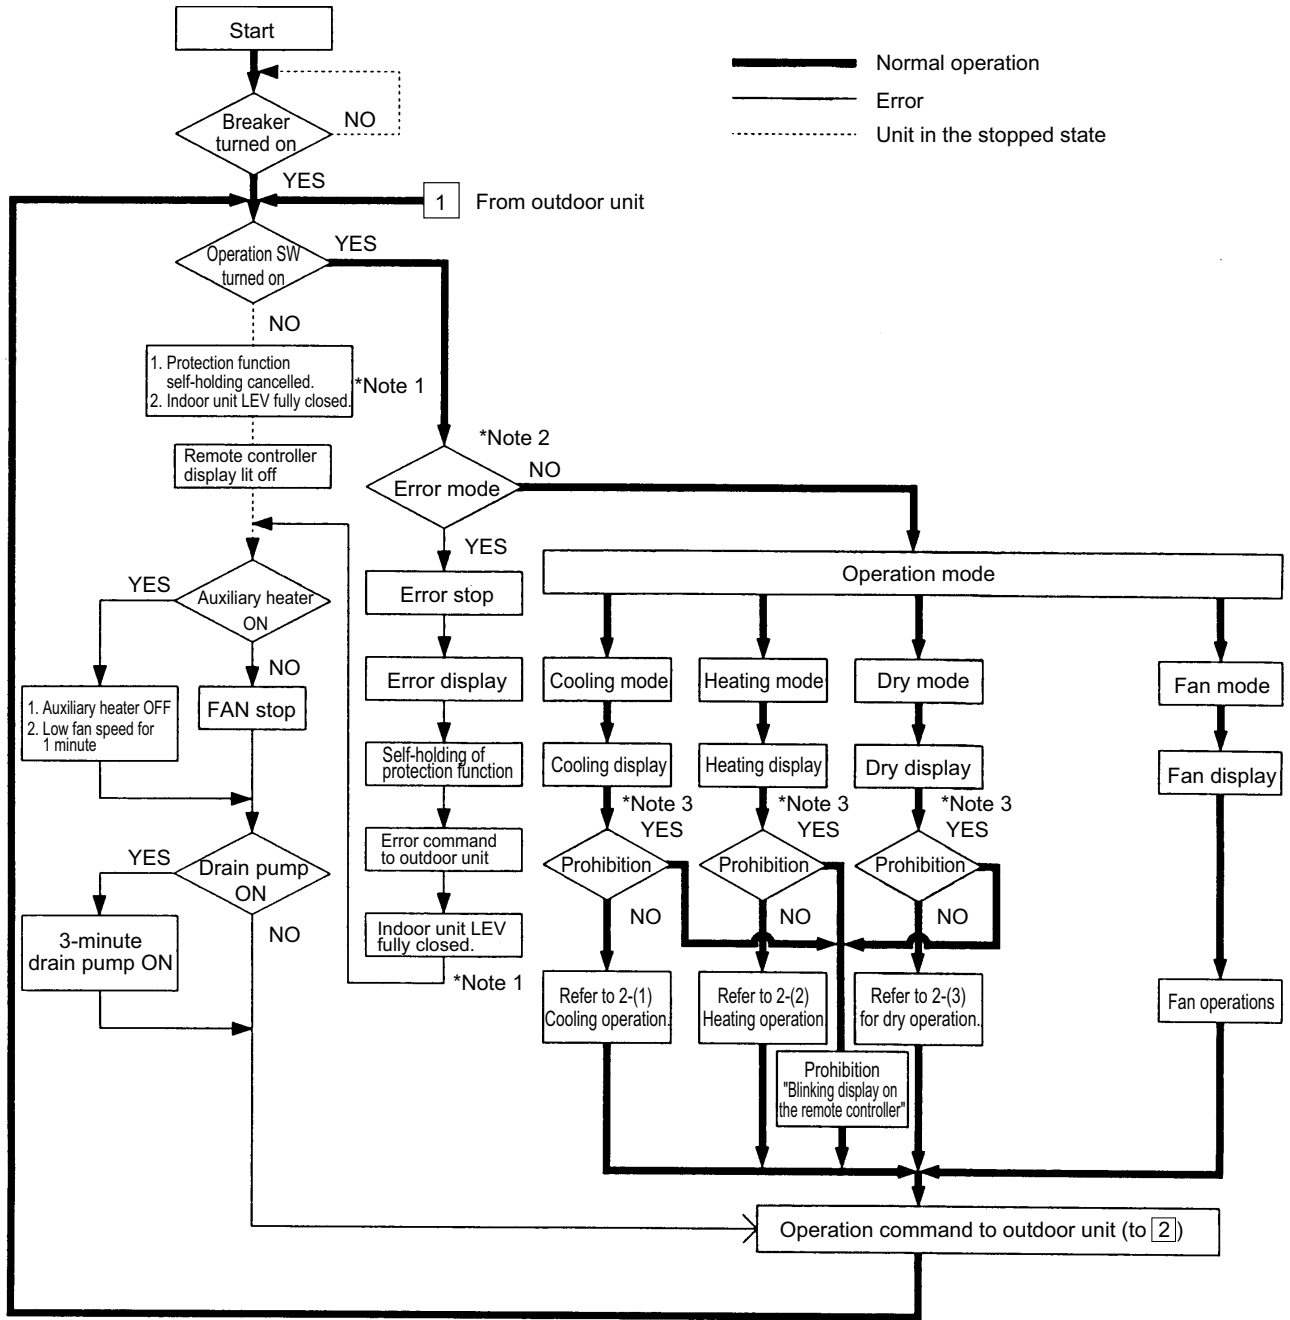 Start
Normal operation
Error
Unit in the stopped state
Breaker
turned on
NO
YES
1
From outdoor unit
Operation SW
turned on
YES
NO
1. Protection function
self-holding cancelled.
2. Indoor unit LEV fully closed.
*Note 1
Remote controller
display lit off
*Note 2
Error mode
NO
YES
Operation mode
YES
Auxiliary heater
ON
NO
Error stop
Error display
Cooling mode
Heating mode
Dry mode
Fan mode
1. Auxiliary heater OFF
2. Low fan speed for
1 minute
FAN stop
Self-holding of
protection function
Cooling display
Heating display
Dry display
Fan display
*Note 3
YES
*Note 3
YES
*Note 3
YES
YES
Drain pump
ON
NO
Error command
to outdoor unit
Prohibition
Prohibition
Prohibition
NO
NO
NO
3-minute
drain pump ON
Indoor unit LEV
fully closed.
*Note 1
Refer to 2-(1)
Cooling operation.
Refer to 2-(2)
Heating operation.
Refer to 2-(3)
for dry operation..
Fan operations
Prohibition
"Blinking display on
the remote controller"
Operation command to outdoor unit (to 2)